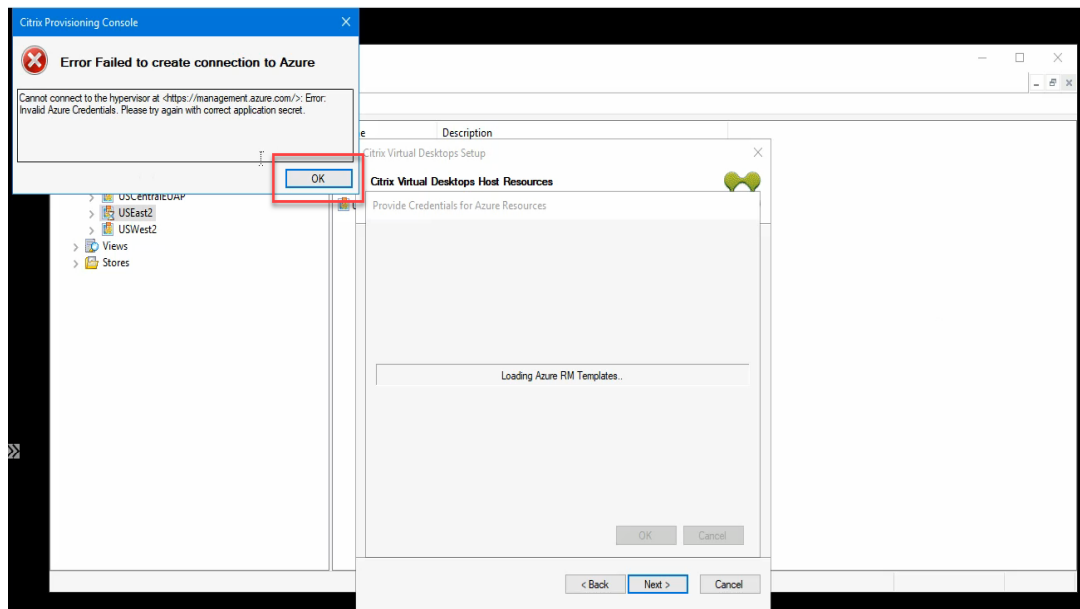 Citrix Provisioning Console
Error Failed to create connection to Azure
Cannot connect to the hypervisor at <https://management.azure.com/>: Error:
Invalid Azure Credentials. Please try again with correct application secret.
OK
Description
Citrix Virtual Desktops Setup
Citrix Virtual Desktops Host Resources
Provide Credentials for Azure Resources
USCentralEUAP
USEast2
USWest2
Views
Stores
Loading Azure RM Templates..
OK Cancel
< Back Next > Cancel